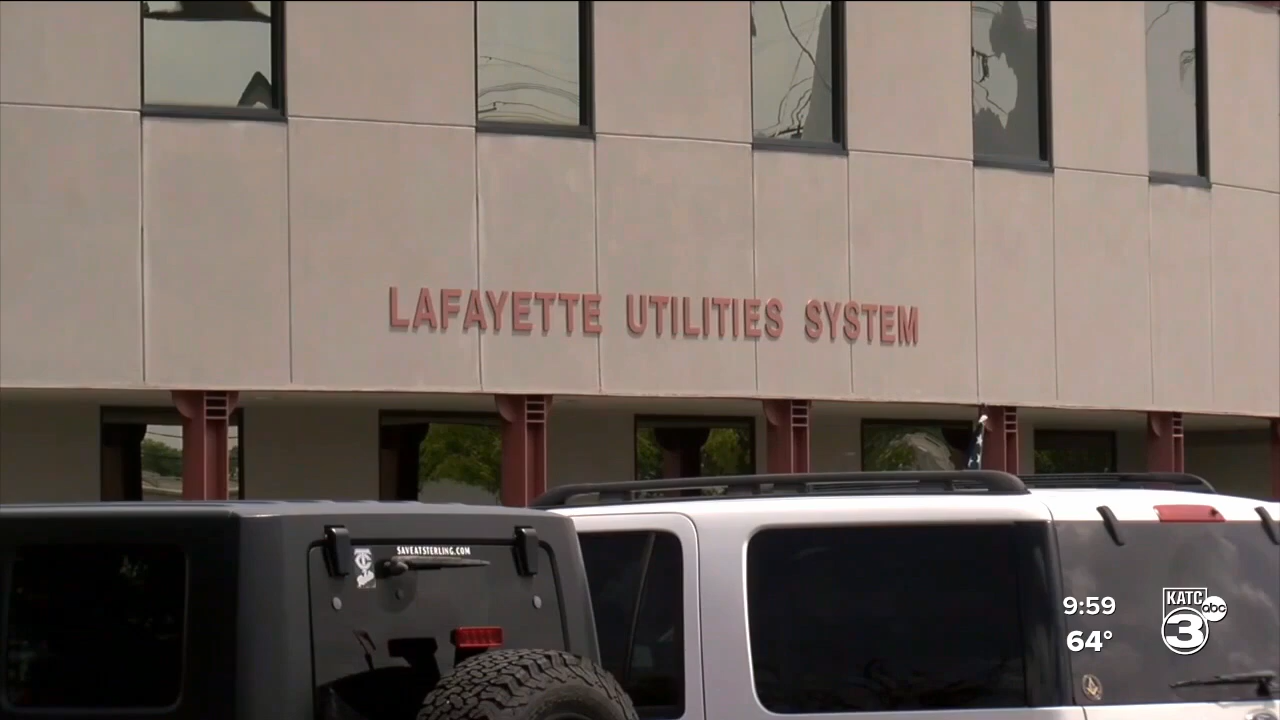 LAFAYETTE UTILITIES SYSTEM
SAVEATSTERLING.COM
9:59
64°
KATC
abc
3